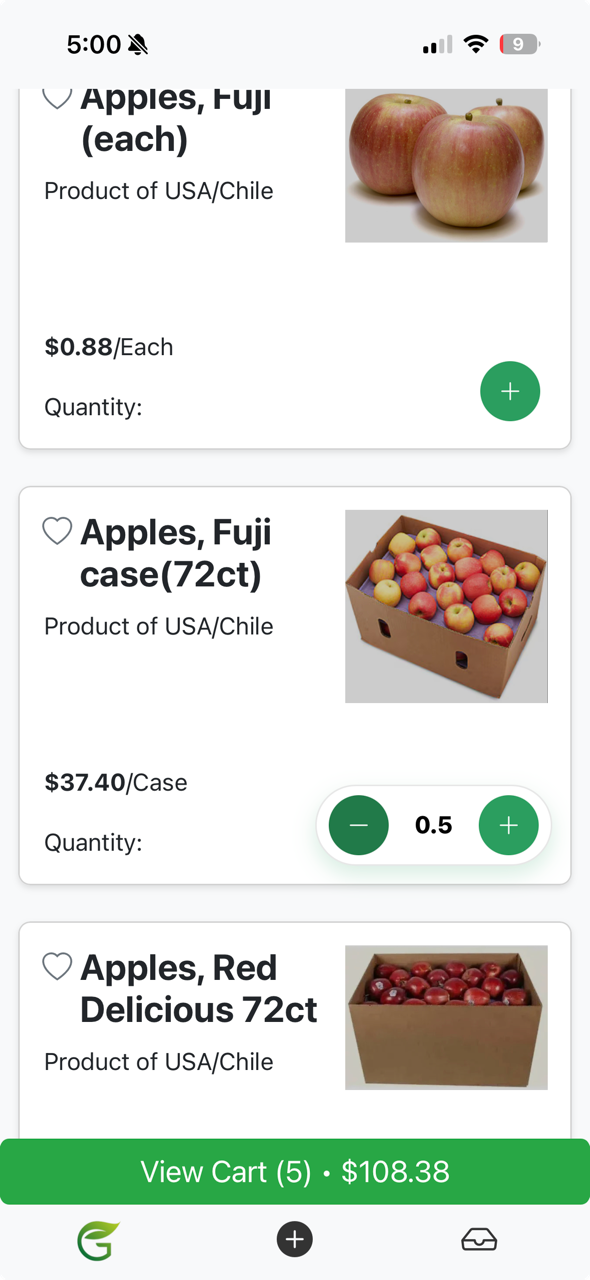 5:00
9
Apples, Fuji
(each)
Product of USA/Chile
$0.88/Each
Quantity:
Apples, Fuji
case(72ct)
Product of USA/Chile
$37.40/Case
Quantity:
− 0.5 +
Apples, Red
Delicious 72ct
Product of USA/Chile
View Cart (5) • $108.38